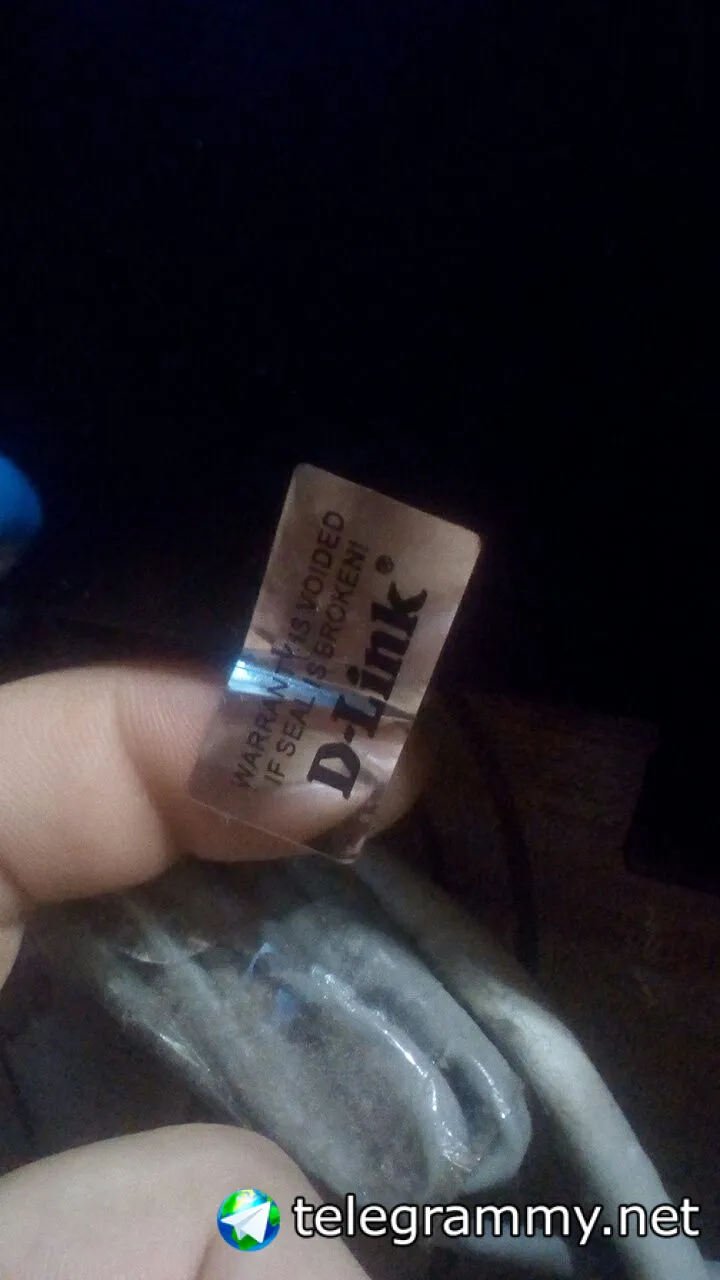 WARRANTY IS VOIDED
IF SEAL IS BROKEN!
D-Link®
telegrammy.net